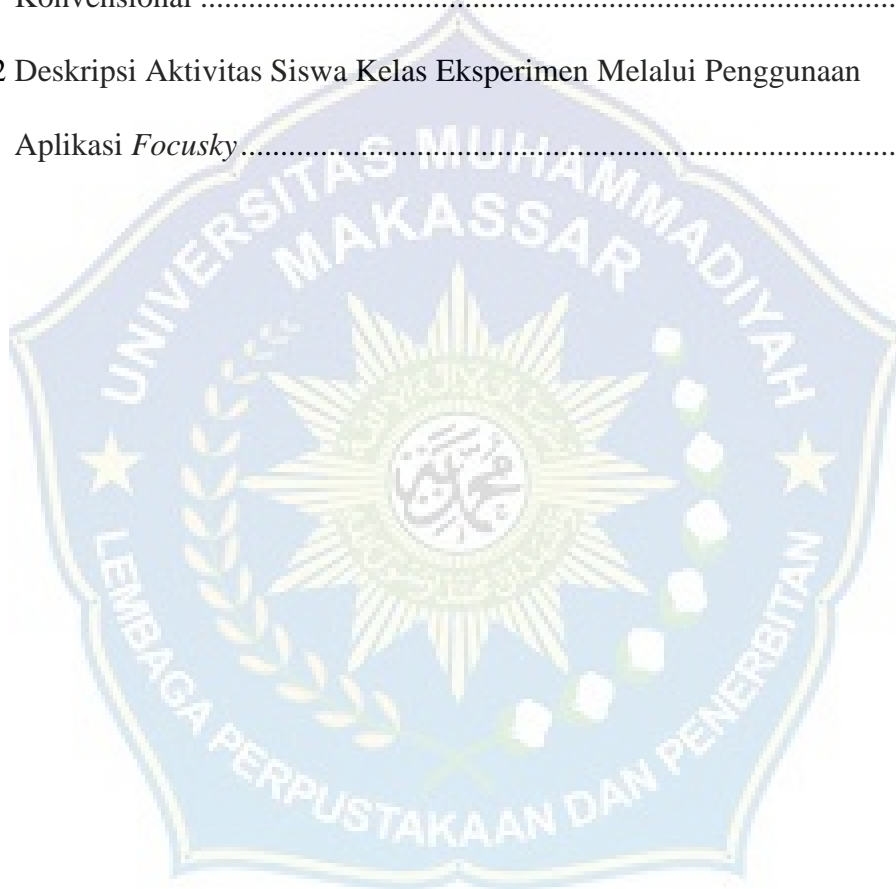 Konvensional ....................................................................................................
2 Deskripsi Aktivitas Siswa Kelas Eksperimen Melalui Penggunaan
Aplikasi Focusky..............................................................................................
UNIVERSITAS MUHAMMADIYAH
MAKASSAR
LEMBAGA PERPUSTAKAAN DAN PENERBITAN